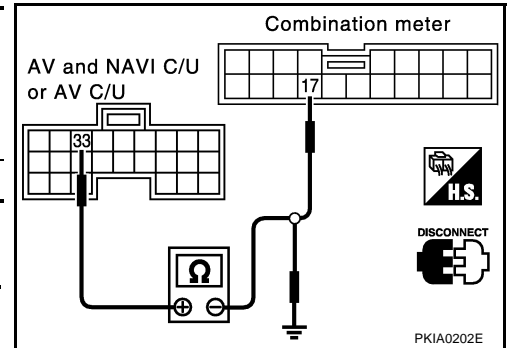 Combination meter
AV and NAVI C/U
or AV C/U
17
33
H.S.
DISCONNECT
Ω
+ −
PKIA0202E